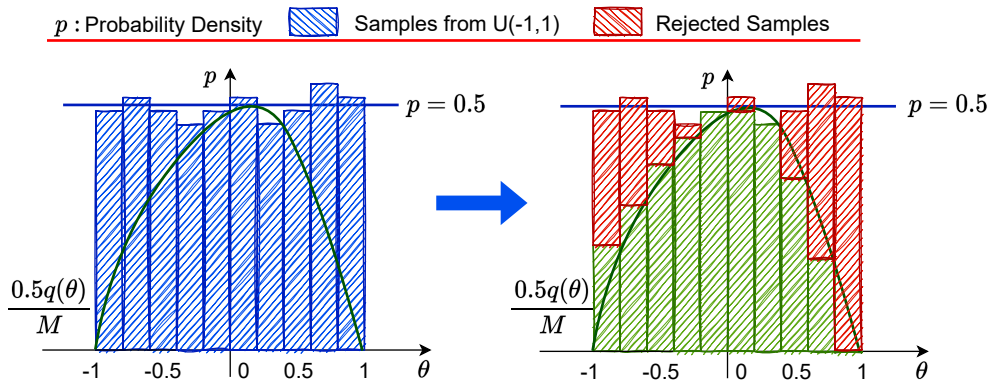 p : Probability Density Samples from U(-1,1) Rejected Samples
p
p = 0.5
0.5q(θ)
M
-1 -0.5 0 0.5 1 θ
p
p = 0.5
0.5q(θ)
M
-1 -0.5 0 0.5 1 θ